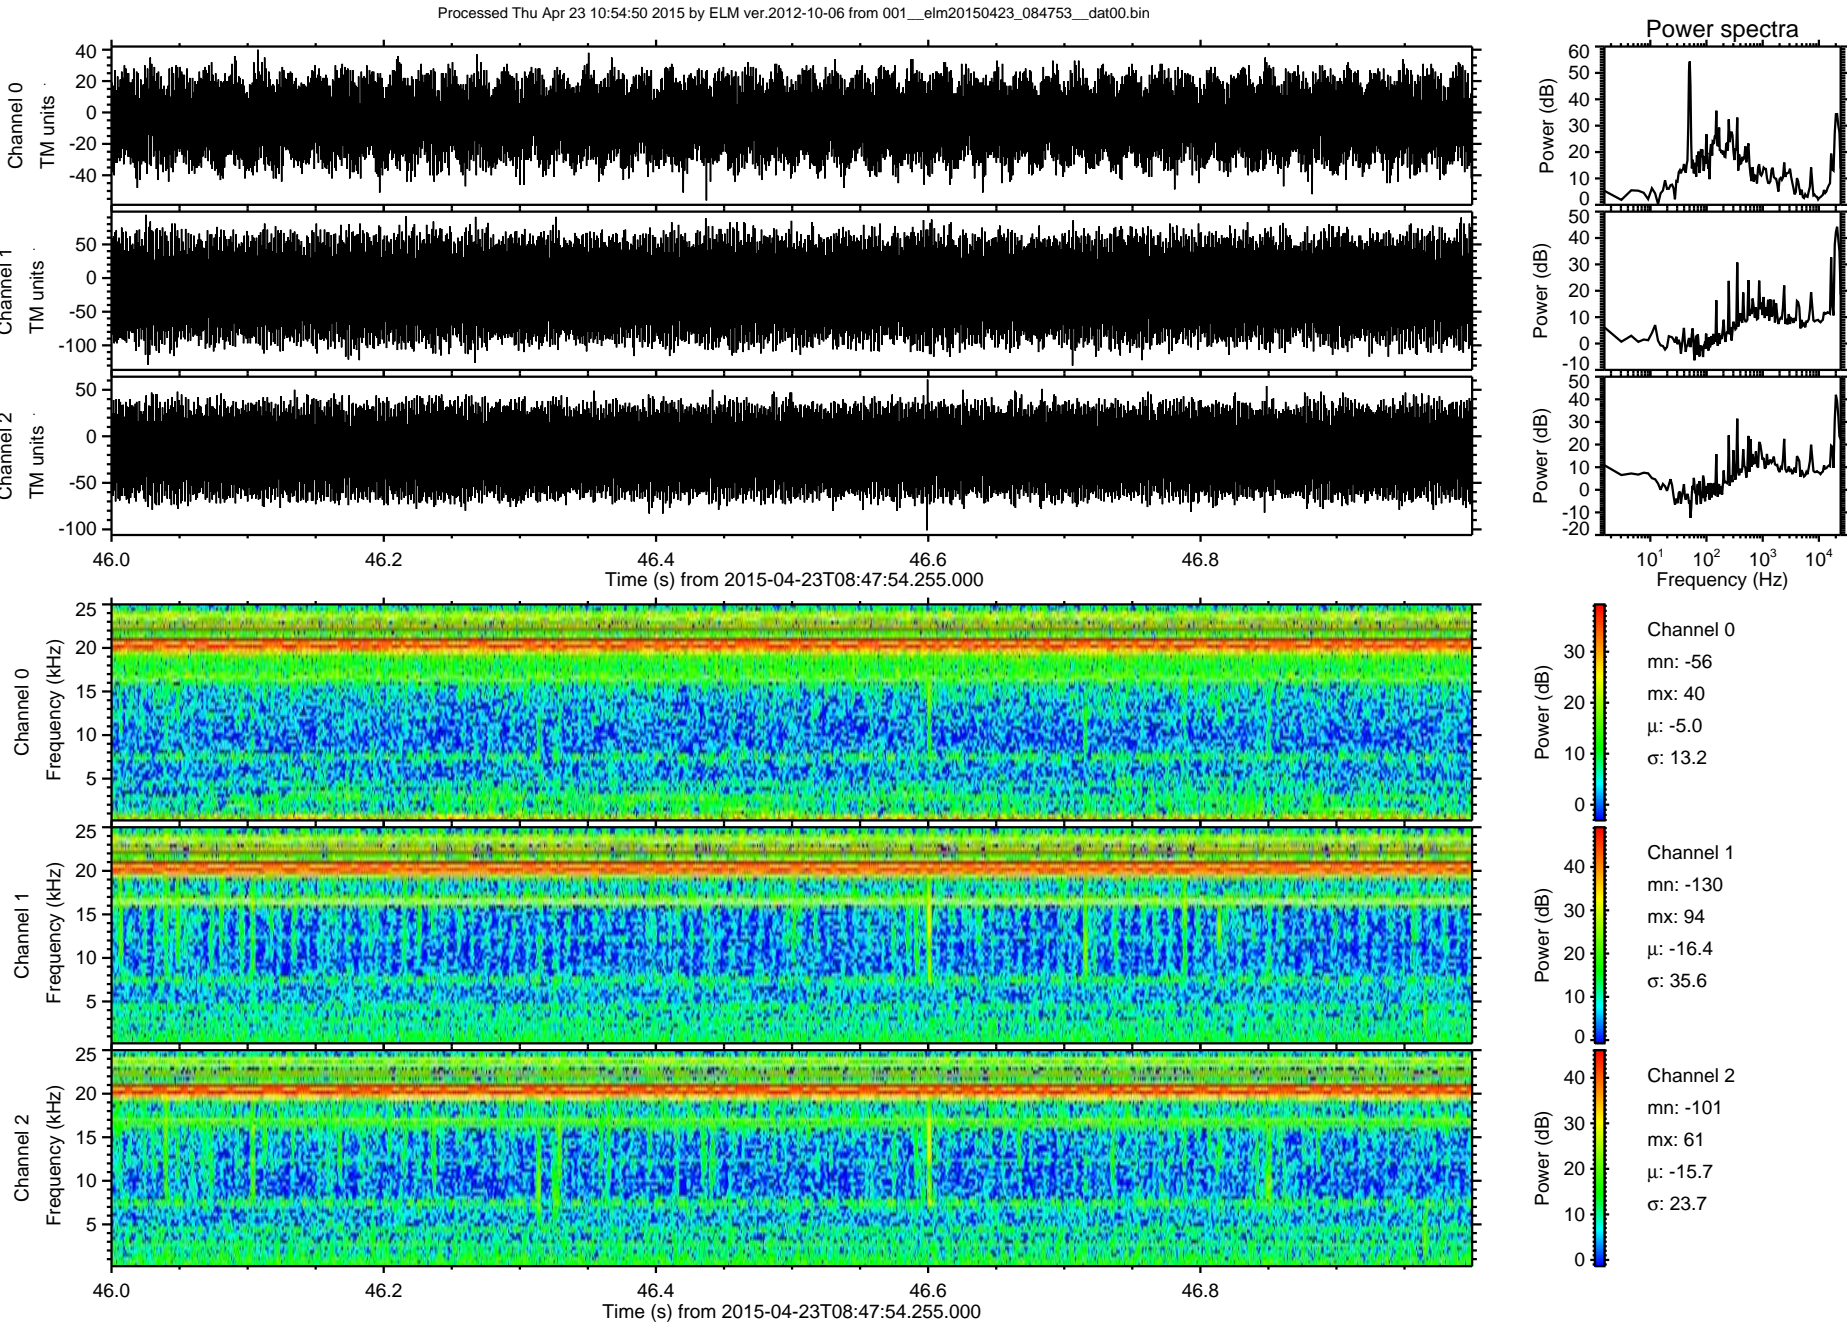 Processed Thu Apr 23 10:54:50 2015 by ELM ver.2012-10-06 from 001__elm20150423_084753__dat00.bin
Power spectra
Channel 0
TM units
40
20
0
-20
-40
Power (dB)
60
50
40
30
20
10
0
Channel 1
TM units
50
0
-50
-100
Power (dB)
50
40
30
20
10
0
-10
Channel 2
TM units
50
0
-50
-100
Power (dB)
50
40
30
20
10
0
-10
-20
46.0 46.2 46.4 46.6 46.8
Time (s) from 2015-04-23T08:47:54.255.000
10^1 10^2 10^3 10^4
Frequency (Hz)
Channel 0
Frequency (kHz)
25
20
15
10
5
Power (dB)
30
20
10
0
Channel 0
mn: -56
mx: 40
μ: -5.0
σ: 13.2
Channel 1
Frequency (kHz)
25
20
15
10
5
Power (dB)
40
30
20
10
0
Channel 1
mn: -130
mx: 94
μ: -16.4
σ: 35.6
Channel 2
Frequency (kHz)
25
20
15
10
5
Power (dB)
40
30
20
10
0
Channel 2
mn: -101
mx: 61
μ: -15.7
σ: 23.7
46.0 46.2 46.4 46.6 46.8
Time (s) from 2015-04-23T08:47:54.255.000